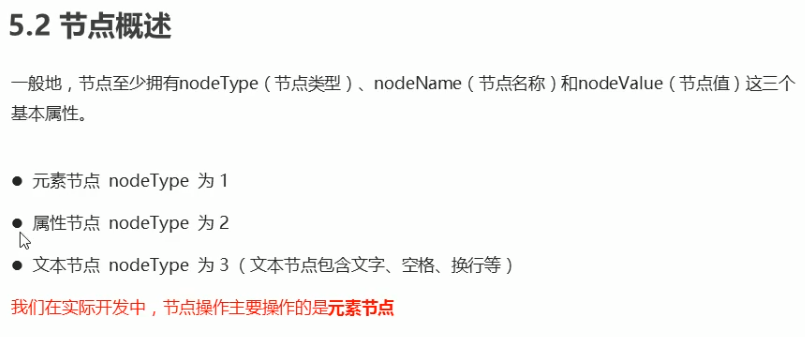 5.2 节点概述
一般地，节点至少拥有nodeType（节点类型）、nodeName（节点名称）和nodeValue（节点值）这三个
基本属性。
● 元素节点 nodeType 为 1
● 属性节点 nodeType 为 2
● 文本节点 nodeType 为 3（文本节点包含文字、空格、换行等）
我们在实际开发中，节点操作主要操作的是元素节点